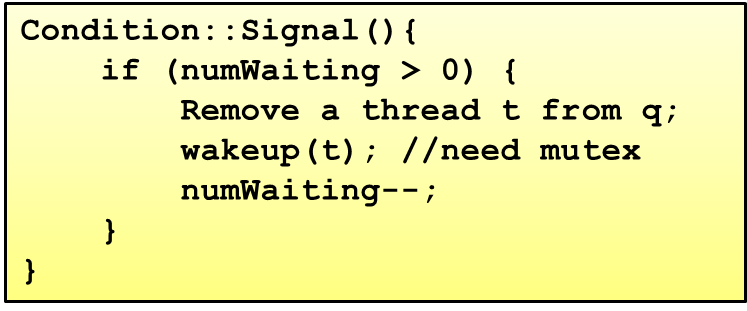 Condition::Signal(){
    if (numWaiting > 0) {
        Remove a thread t from q;
        wakeup(t); //need mutex
        numWaiting--;
    }
}